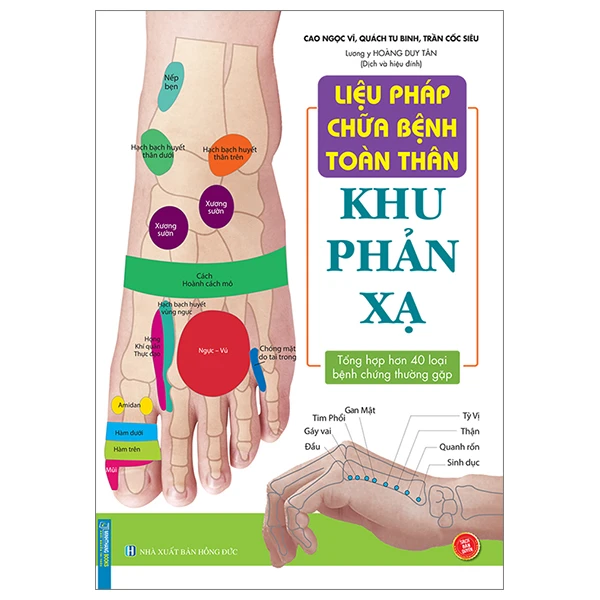 CAO NGỌC VĨ, QUÁCH TU BINH, TRẦN CỐC SIÊU
Lương y HOÀNG DUY TÂN
(Dịch và hiệu đính)
LIỆU PHÁP
CHỮA BỆNH
TOÀN THÂN
KHU
PHẢN
XẠ
Tổng hợp hơn 40 loại
bệnh chứng thường gặp
Nếp
bẹn
Hạch bạch huyết
thân dưới
Hạch bạch huyết
thân trên
Xương
sườn
Xương
sườn
Cách
Hoành cách mô
Hạch bạch huyết
vùng ngực
Họng
Khí quản
Thực đạo
Ngực – Vú
Chóng mặt
do tai trong
Amidan
Hàm dưới
Hàm trên
Mũi
Gan Mật
Tim Phổi
Gáy vai
Đầu
Tỳ Vị
Thận
Quanh rốn
Sinh dục
NHÀ XUẤT BẢN HỒNG ĐỨC
SÁCH
BẢN
QUYỀN